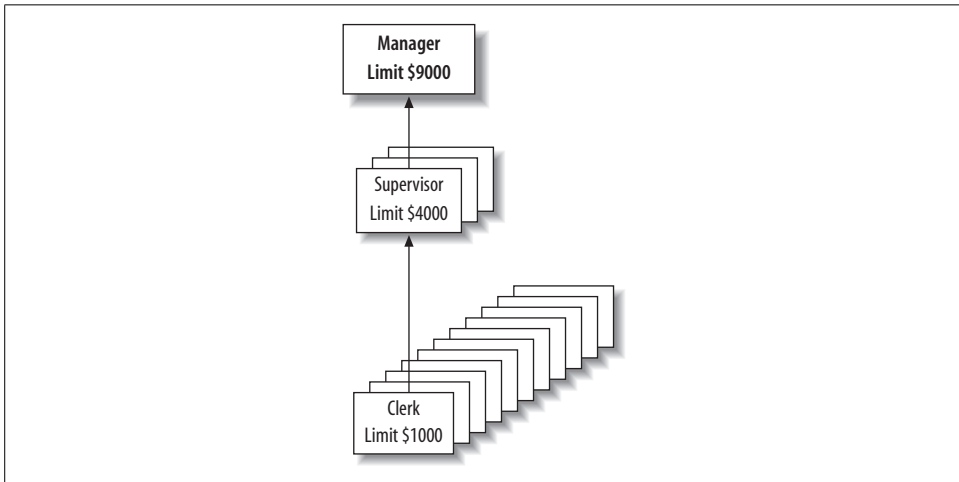 Manager
Limit $9000
Supervisor
Limit $4000
Clerk
Limit $1000